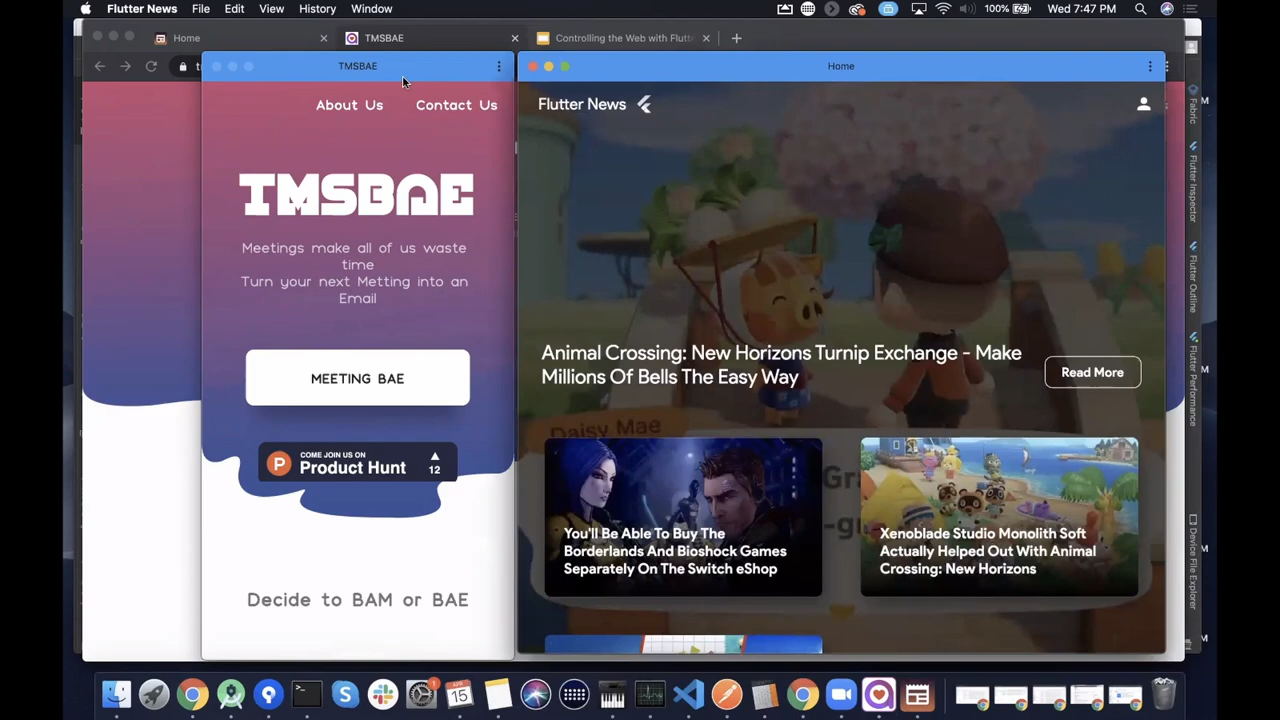 Flutter News File Edit View History Window
100% Wed 7:47 PM
Home
TMSBAE
Controlling the Web with Flutt
TMSBAE
Home
About Us Contact Us
TMSBAE
Meetings make all of us waste
time
Turn your next Metting into an
Email
MEETING BAE
COME JOIN US ON
Product Hunt
12
Decide to BAM or BAE
Flutter News
Daisy Mae
Animal Crossing: New Horizons Turnip Exchange - Make
Millions Of Bells The Easy Way
Read More
You'll Be Able To Buy The
Borderlands And Bioshock Games
Separately On The Switch eShop
Xenoblade Studio Monolith Soft
Actually Helped Out With Animal
Crossing: New Horizons
Fabric
Flutter Inspector
Flutter Outline
Flutter Performance
Device File Explorer
15
1